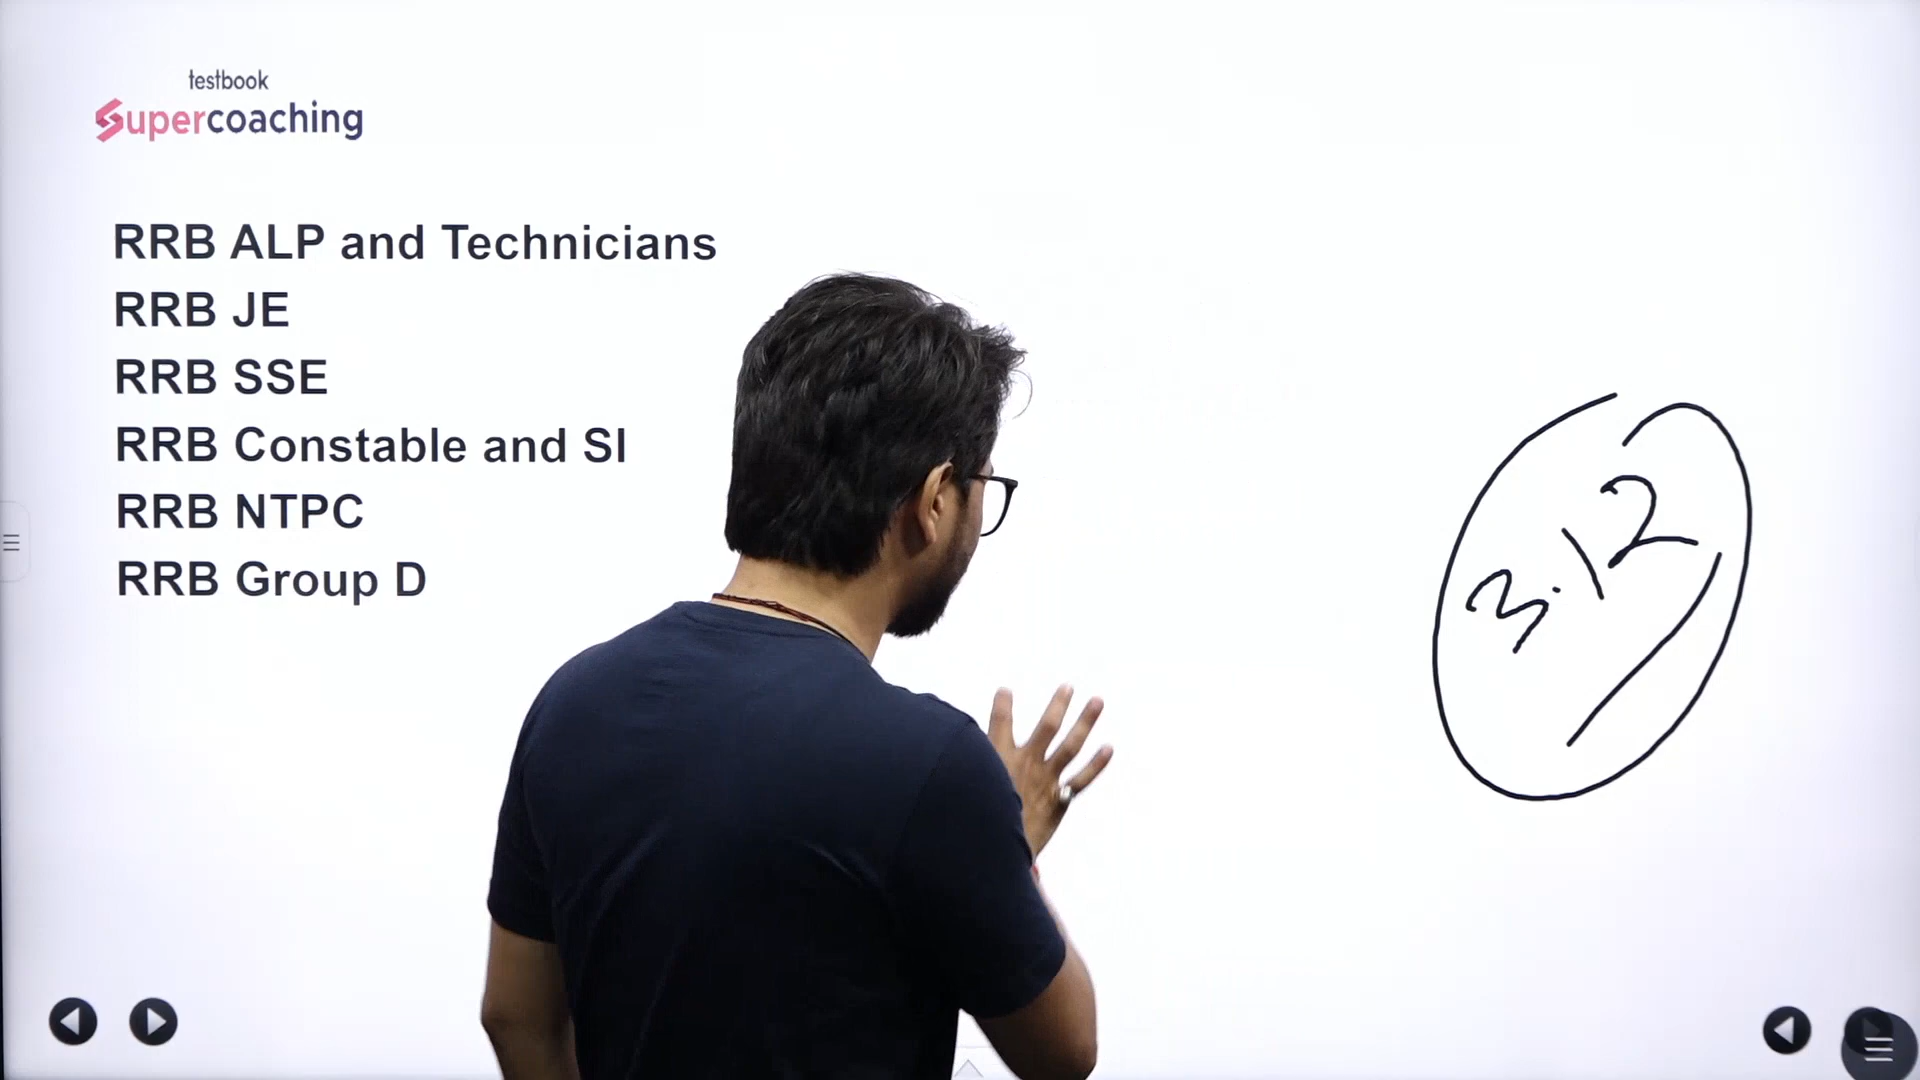 testbook
Supercoaching
RRB ALP and Technicians
RRB JE
RRB SSE
RRB Constable and SI
RRB NTPC
RRB Group D
3.12